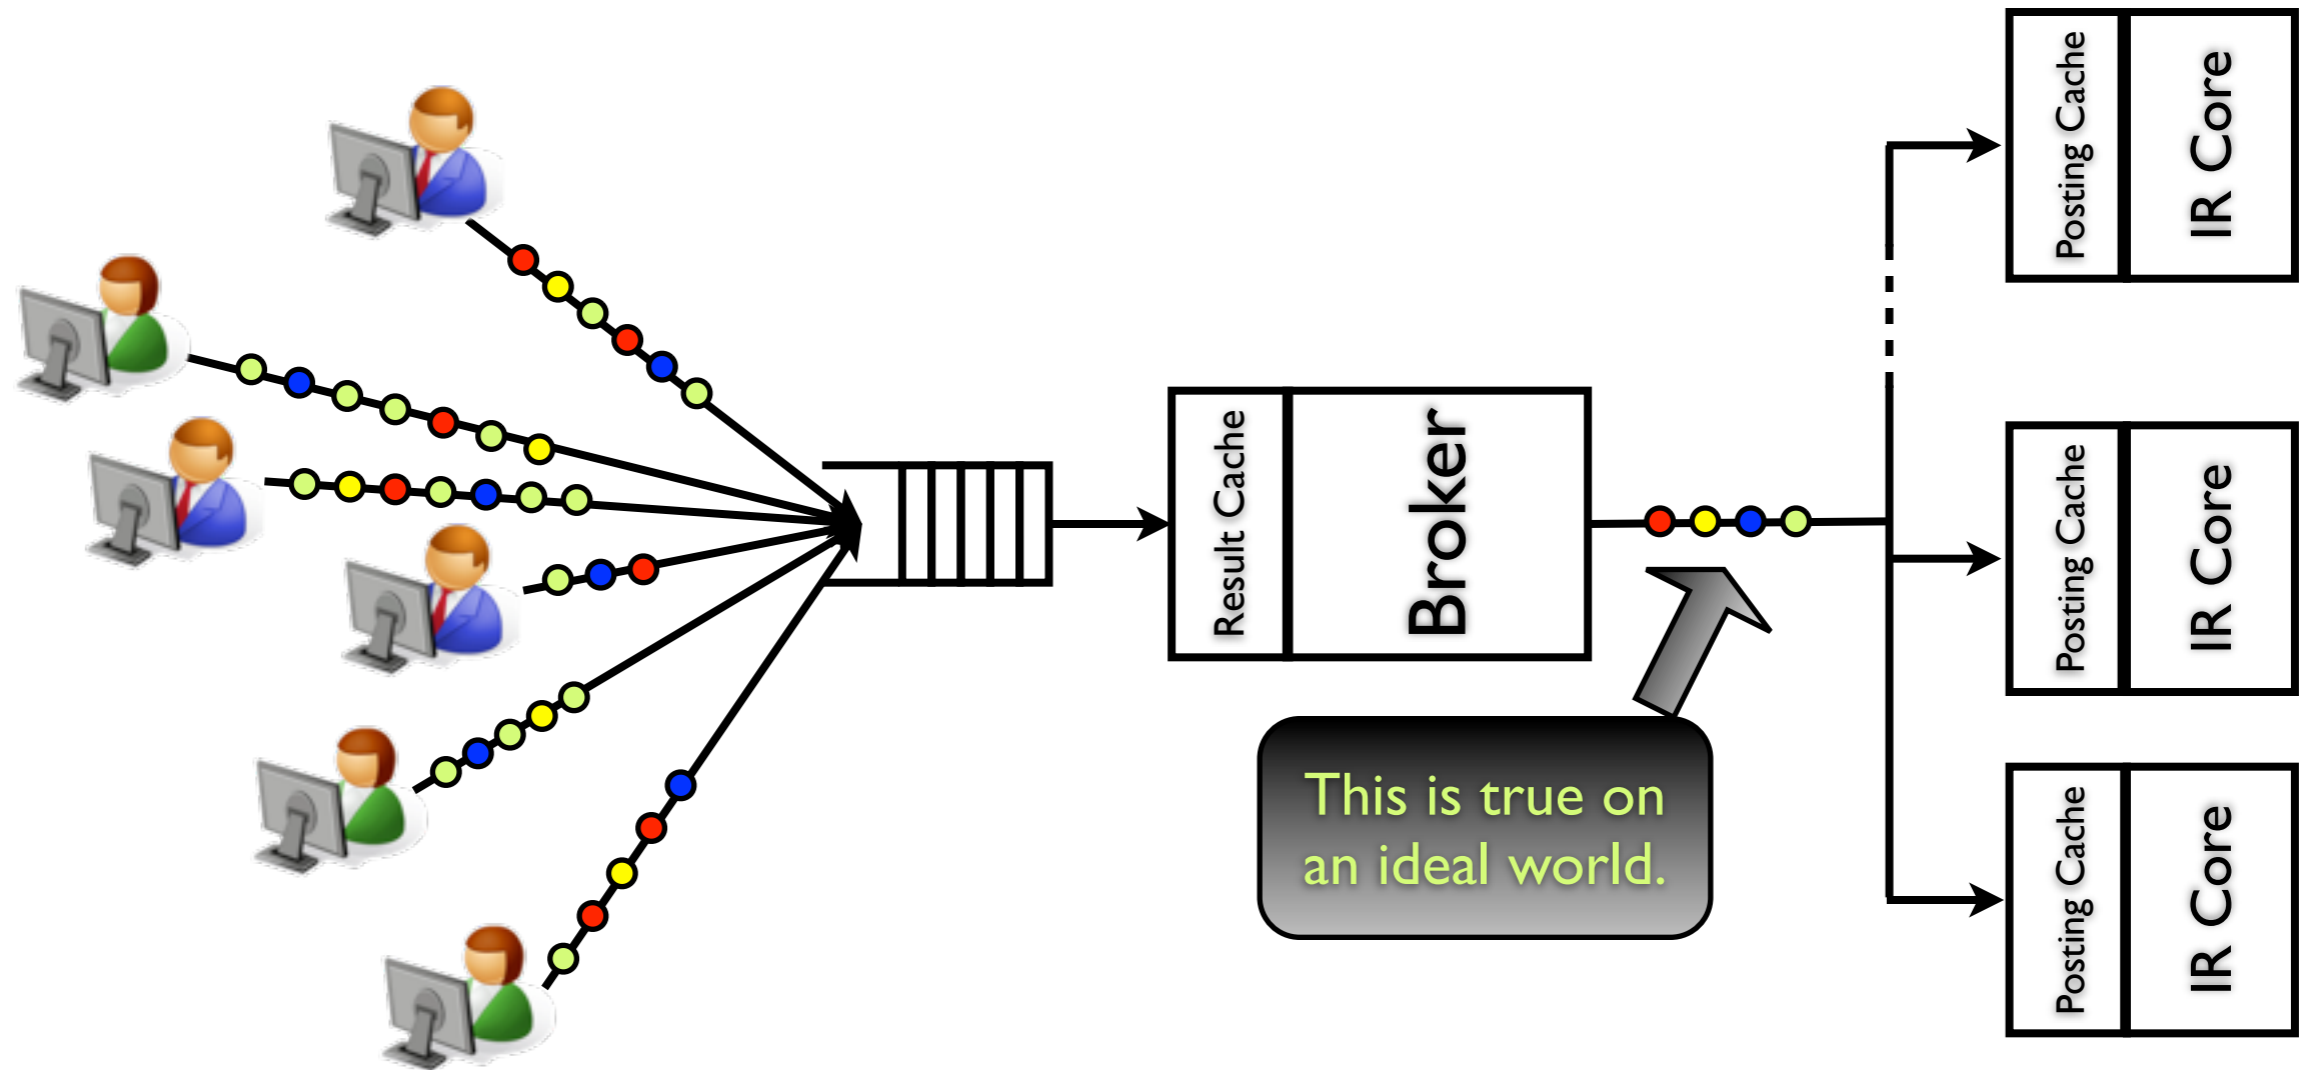 Result Cache
Broker
This is true on
an ideal world.
Posting Cache
IR Core
Posting Cache
IR Core
Posting Cache
IR Core